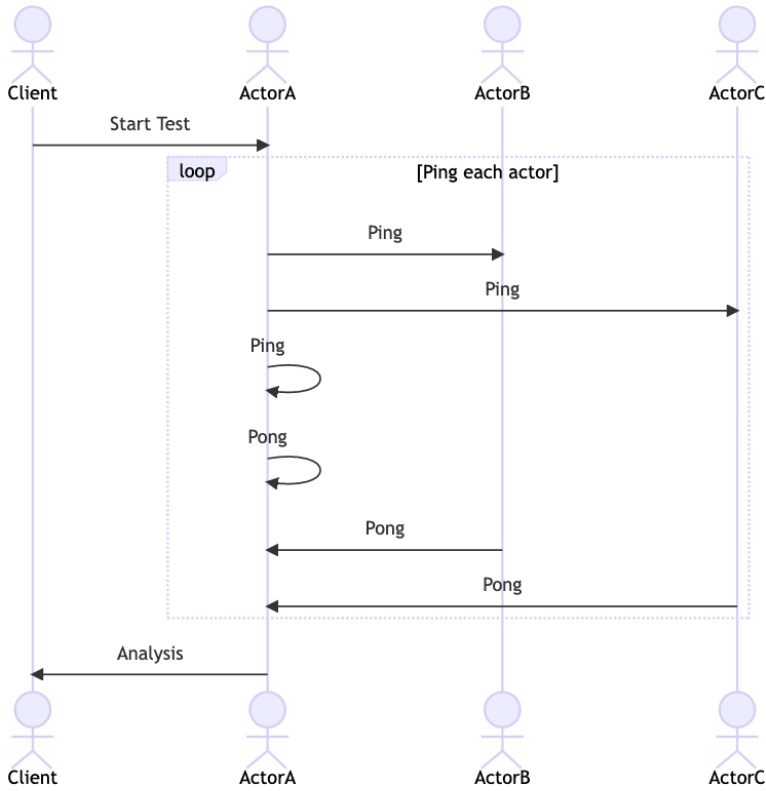 Client ActorA ActorB ActorC
Start Test
loop [Ping each actor]
Ping
Ping
Ping
Pong
Pong
Pong
Analysis
Client ActorA ActorB ActorC